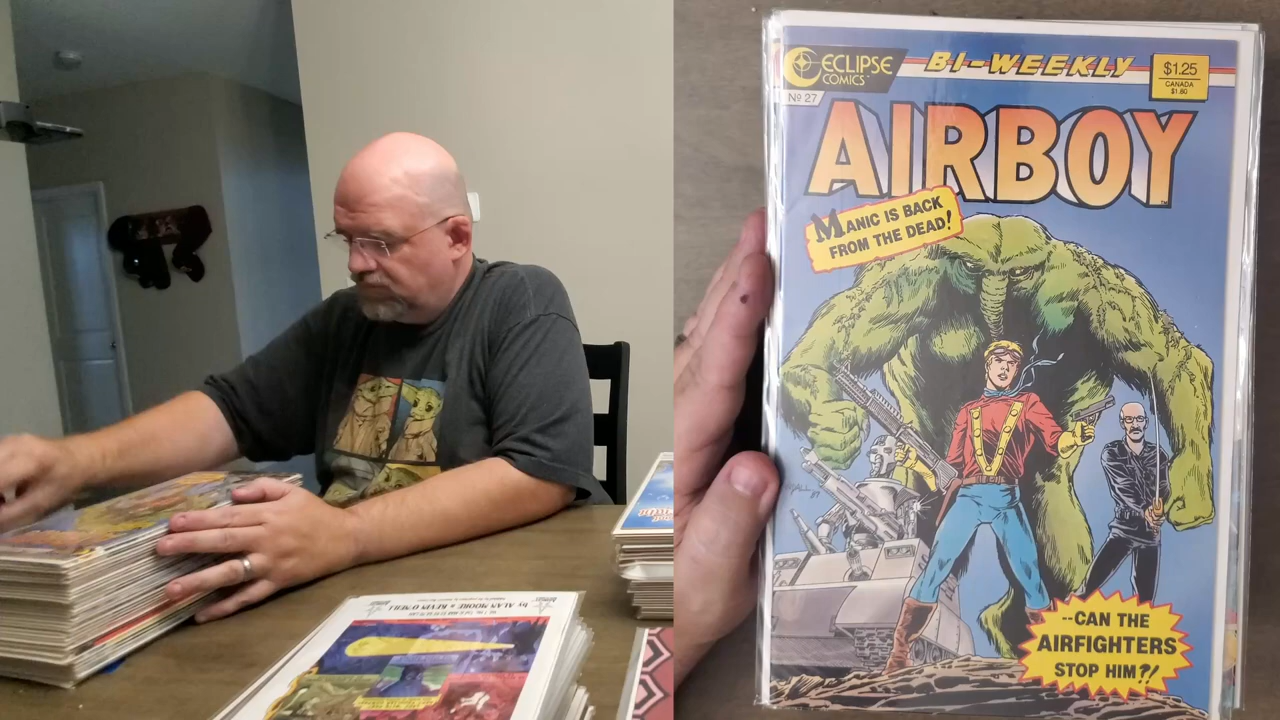 by ALAN MOORE & KEVIN O'NEILL
ECLIPSE
COMICS
BI-WEEKLY
$1.25
CANADA
$1.80
No 27
AIRBOY
MANIC IS BACK
FROM THE DEAD!
--CAN THE
AIRFIGHTERS
STOP HIM?!